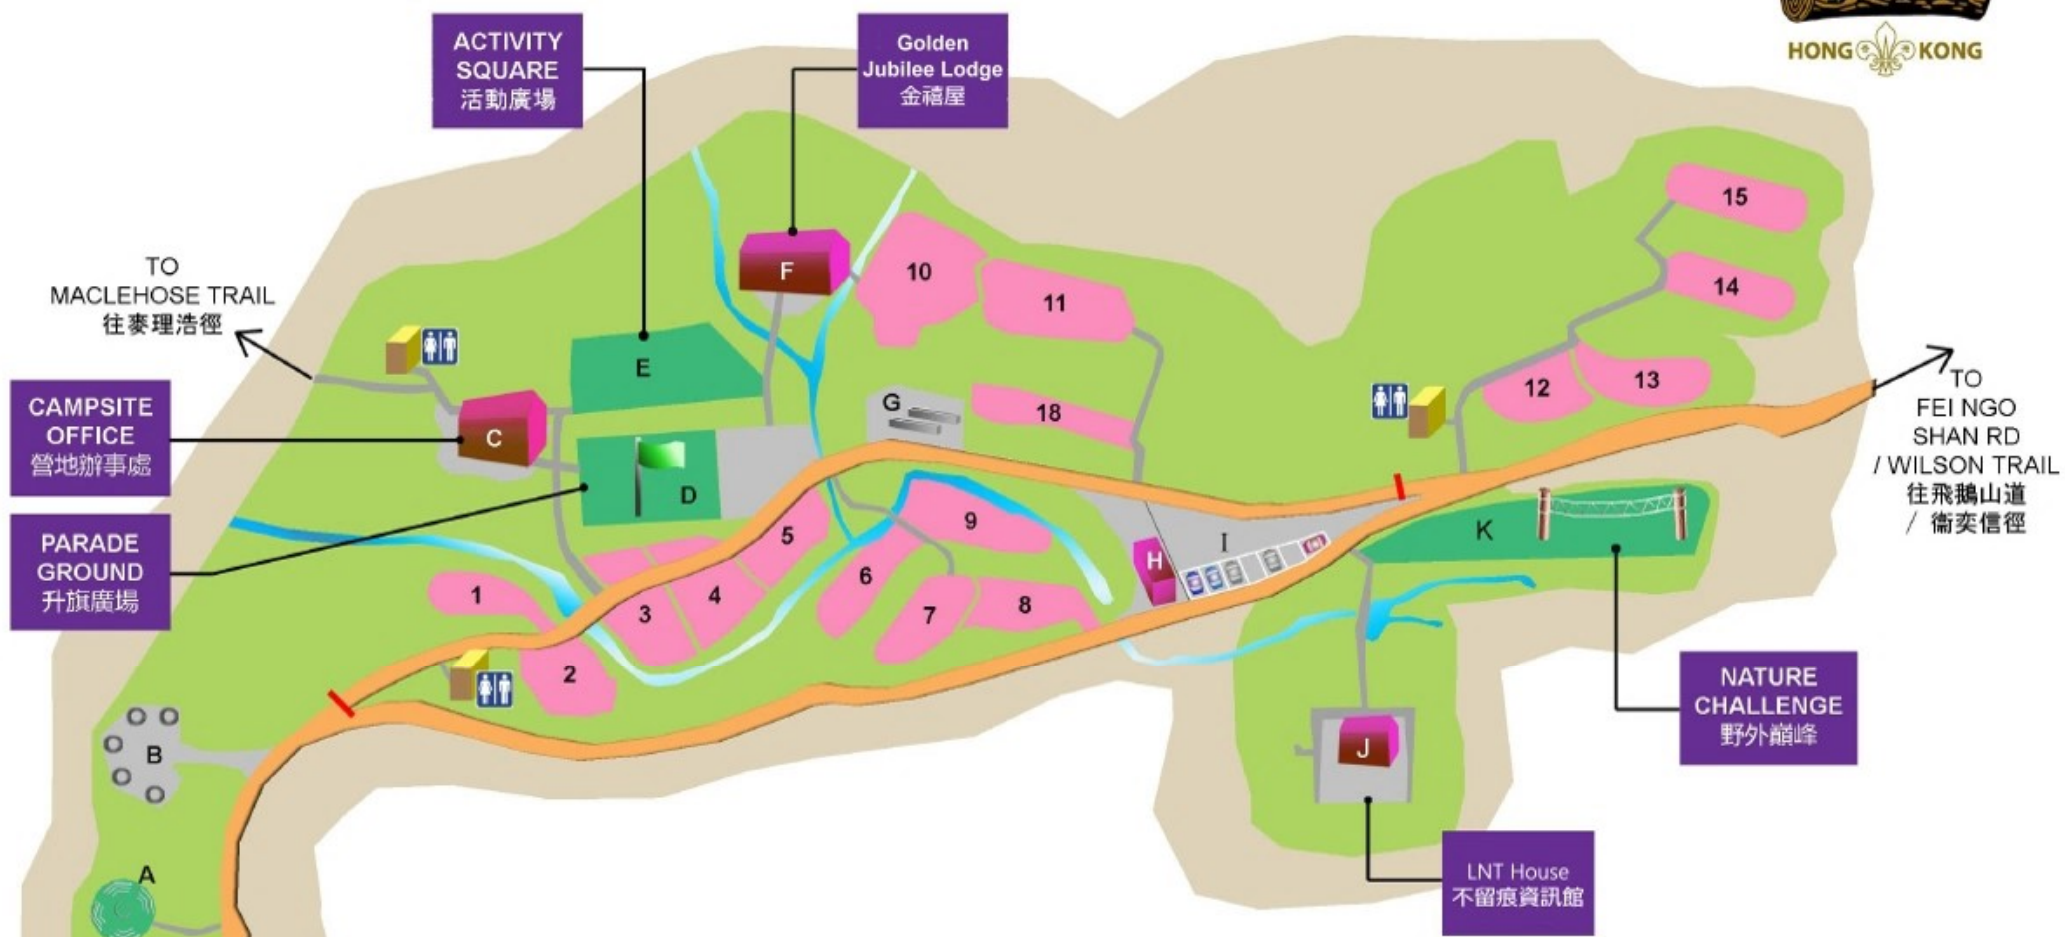 HONG KONG
ACTIVITY
SQUARE
活動廣場
Golden
Jubilee Lodge
金禧屋
TO
MACLEHOSE TRAIL
往麥理浩徑
CAMPSITE
OFFICE
營地辦事處
PARADE
GROUND
升旗廣場
TO
FEI NGO
SHAN RD
/ WILSON TRAIL
往飛鵝山道
/ 衞奕信徑
NATURE
CHALLENGE
野外巔峰
LNT House
不留痕資訊館
A
B
C
D
E
F
G
H
I
J
K
1
2
3
4
5
6
7
8
9
10
11
12
13
14
15
18